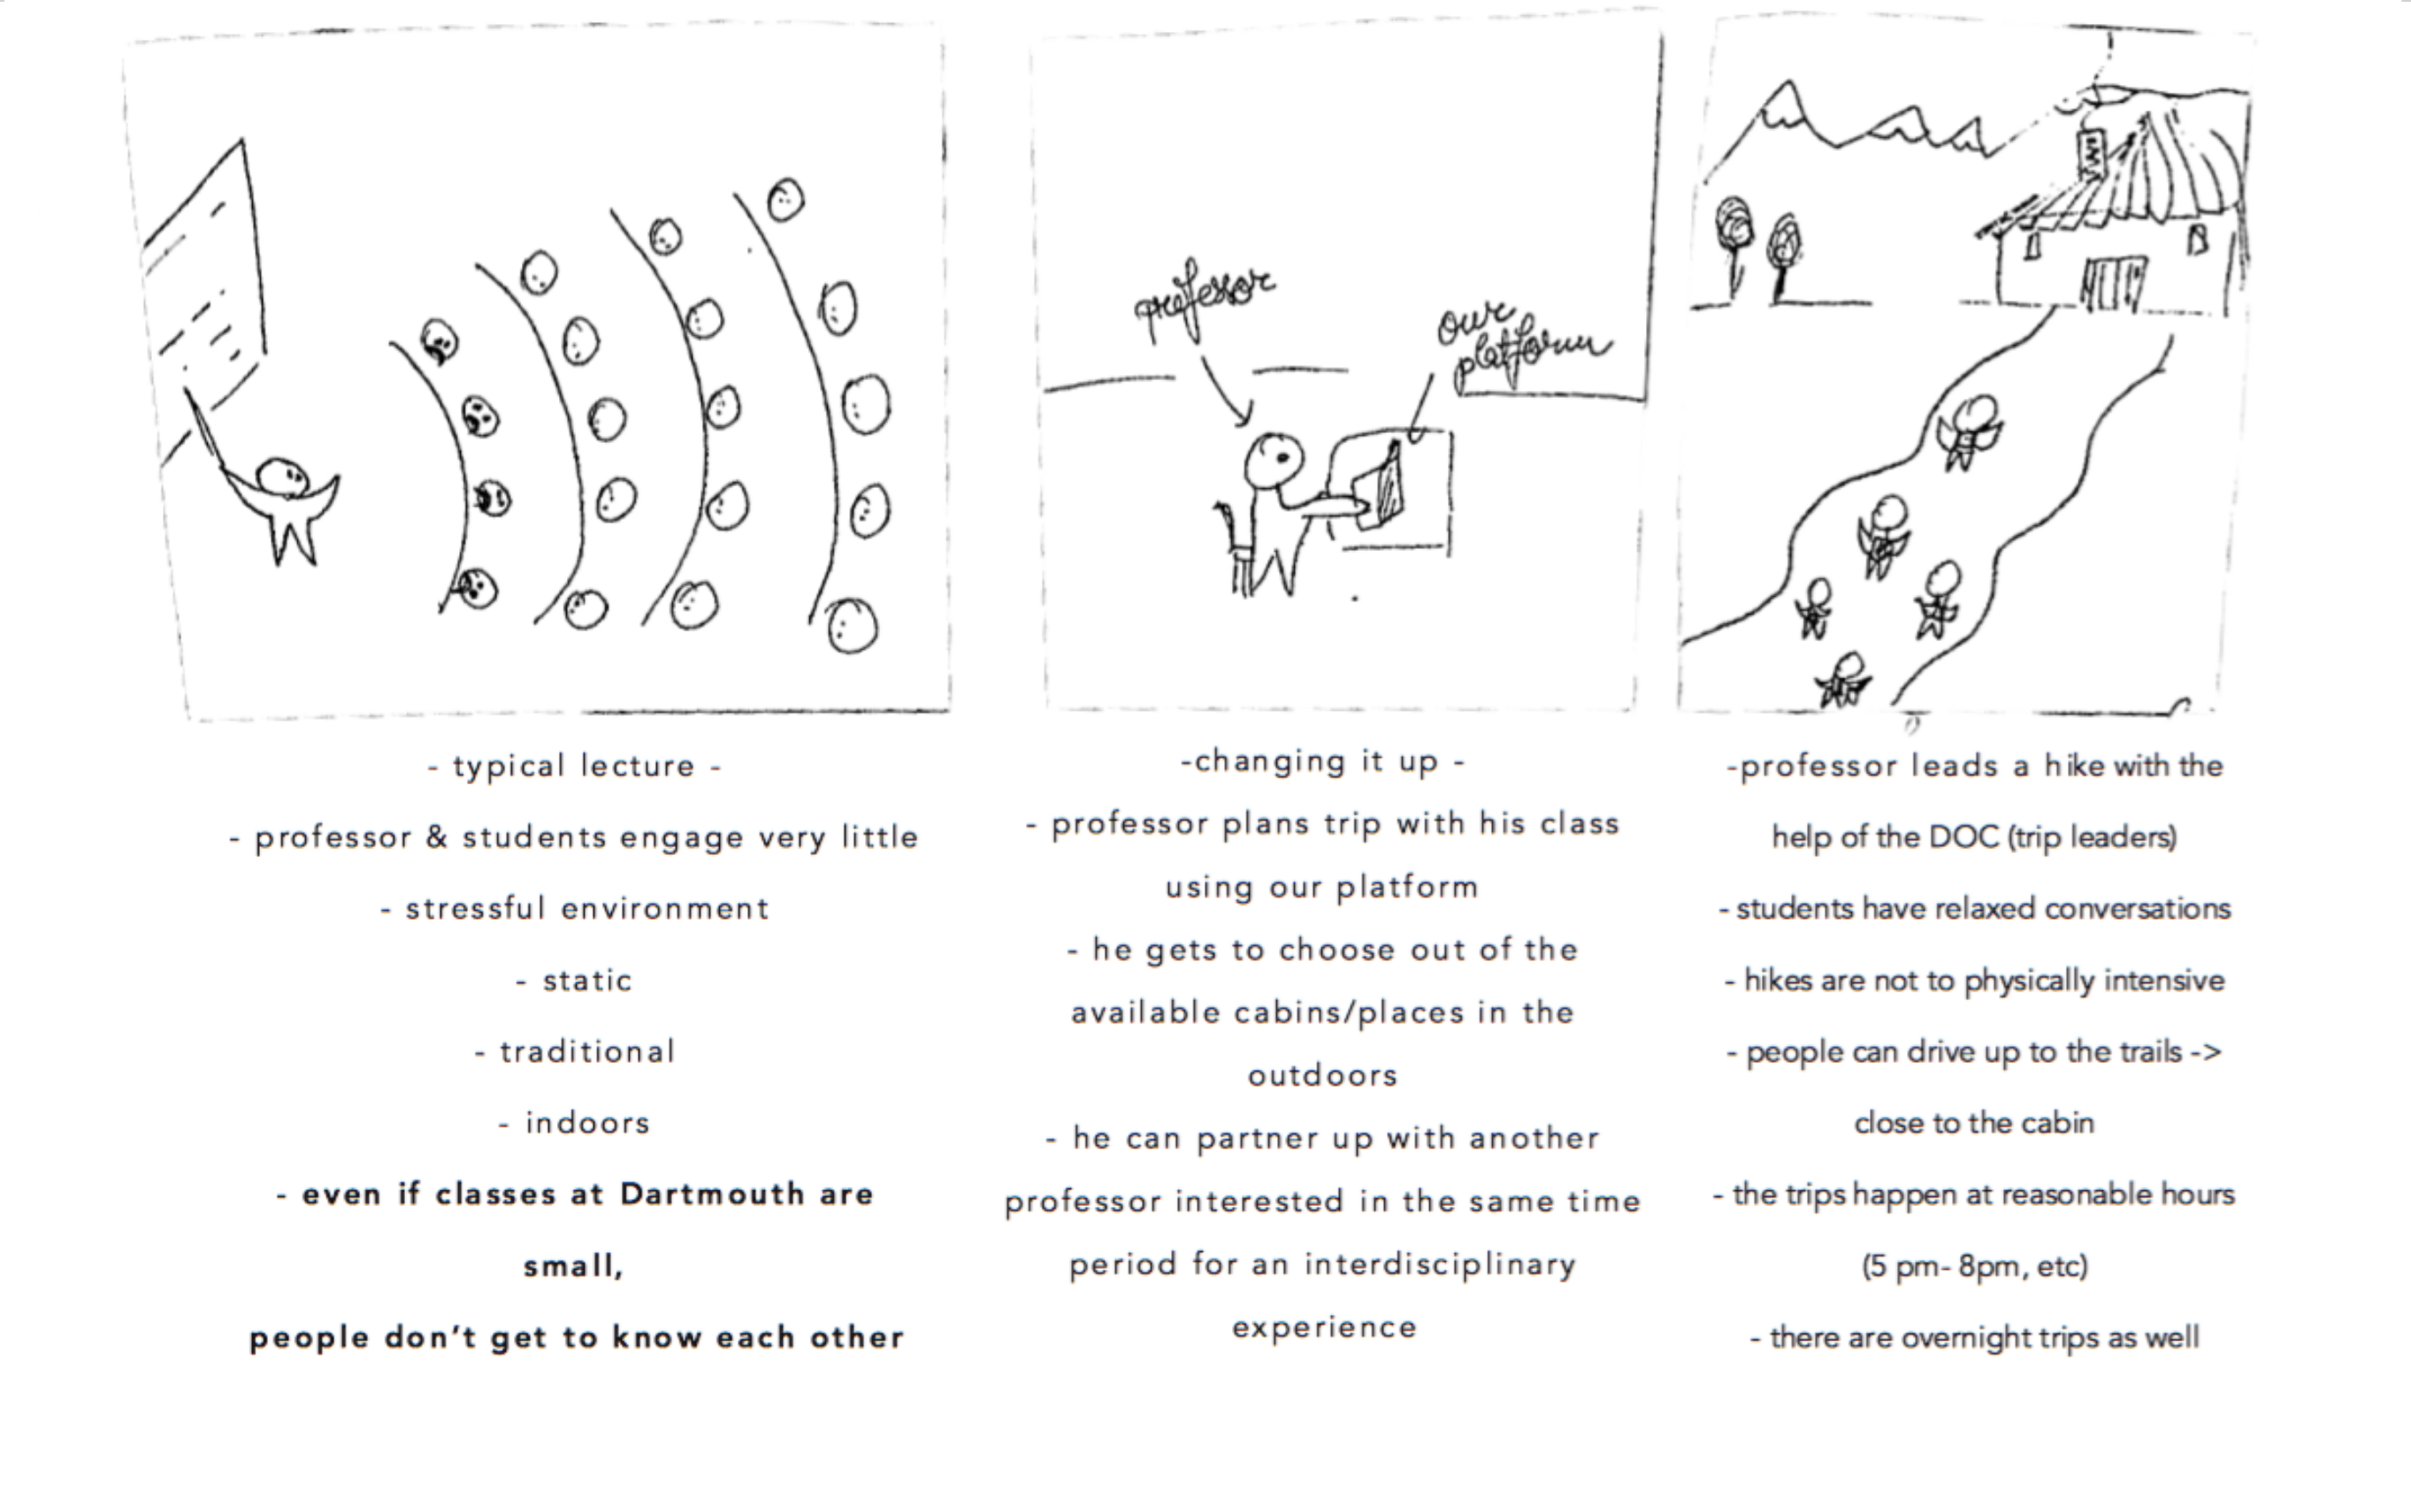 professor
our
platform
- typical lecture -
- professor & students engage very little
- stressful environment
- static
- traditional
- indoors
- even if classes at Dartmouth are
small,
people don't get to know each other
-changing it up -
- professor plans trip with his class
using our platform
- he gets to choose out of the
available cabins/places in the
outdoors
- he can partner up with another
professor interested in the same time
period for an interdisciplinary
experience
-professor leads a hike with the
help of the DOC (trip leaders)
- students have relaxed conversations
- hikes are not to physically intensive
- people can drive up to the trails ->
close to the cabin
- the trips happen at reasonable hours
(5 pm- 8pm, etc)
- there are overnight trips as well